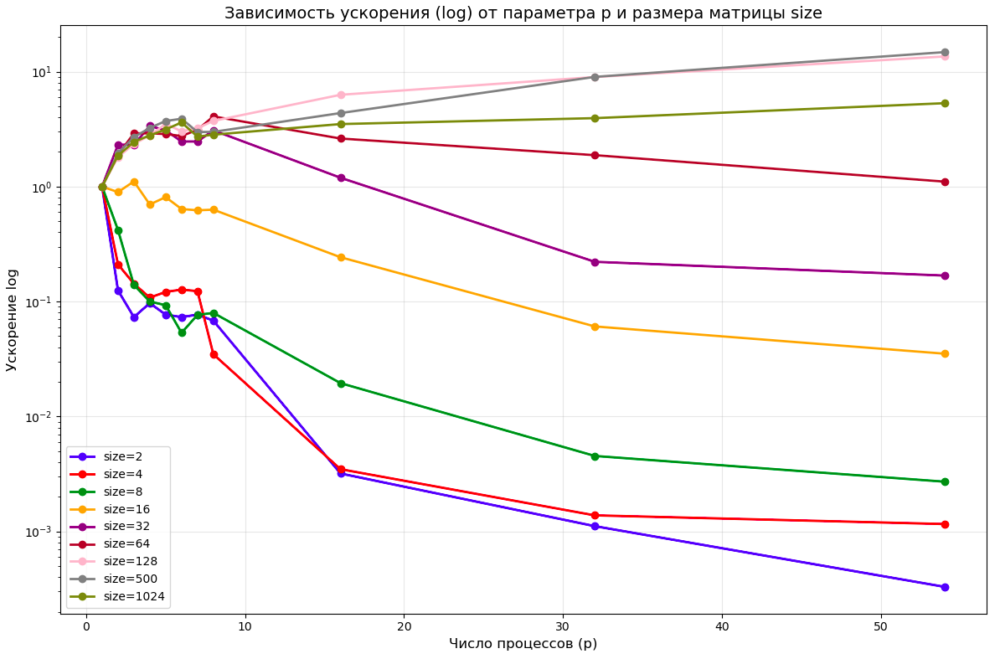 Зависимость ускорения (log) от параметра p и размера матрицы size
Ускорение log
10¹
10⁰
10⁻¹
10⁻²
10⁻³
size=2
size=4
size=8
size=16
size=32
size=64
size=128
size=500
size=1024
0 10 20 30 40 50
Число процессов (p)